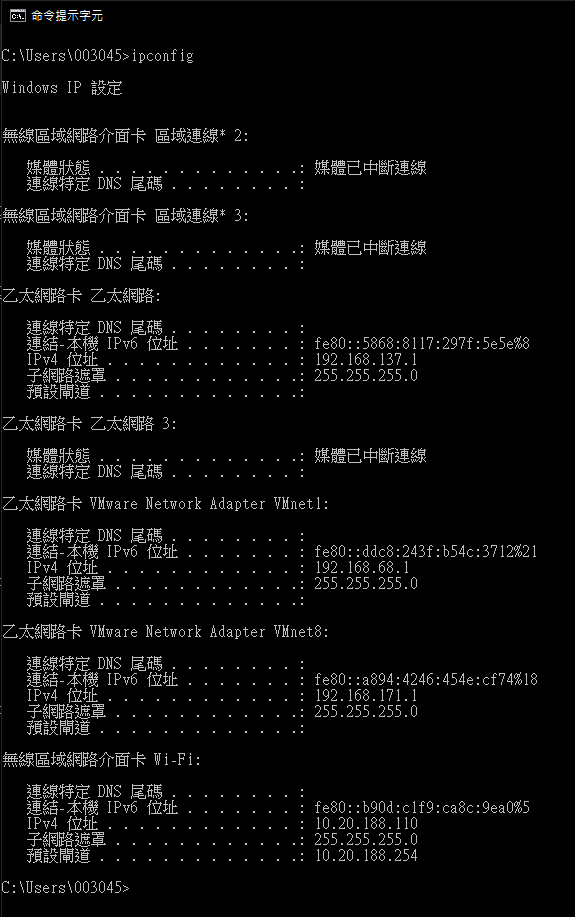 命令提示字元
C:\Users\003045>ipconfig
Windows IP 設定
無線區域網路介面卡 區域連線* 2:
媒體狀態 . . . . . . . . . . . . .: 媒體已中斷連線
連線特定 DNS 尾碼 . . . . . . . . :
無線區域網路介面卡 區域連線* 3:
媒體狀態 . . . . . . . . . . . . .: 媒體已中斷連線
連線特定 DNS 尾碼 . . . . . . . . :
乙太網路卡 乙太網路:
連線特定 DNS 尾碼 . . . . . . . . :
連結-本機 IPv6 位址 . . . . . . . : fe80::5868:8117:297f:5e5e%8
IPv4 位址 . . . . . . . . . . . . : 192.168.137.1
子網路遮罩 . . . . . . . . . . . .: 255.255.255.0
預設閘道 . . . . . . . . . . . . .:
乙太網路卡 乙太網路 3:
媒體狀態 . . . . . . . . . . . . .: 媒體已中斷連線
連線特定 DNS 尾碼 . . . . . . . . :
乙太網路卡 VMware Network Adapter VMnet1:
連線特定 DNS 尾碼 . . . . . . . . :
連結-本機 IPv6 位址 . . . . . . . : fe80::ddc8:243f:b54c:3712%21
IPv4 位址 . . . . . . . . . . . . : 192.168.68.1
子網路遮罩 . . . . . . . . . . . .: 255.255.255.0
預設閘道 . . . . . . . . . . . . .:
乙太網路卡 VMware Network Adapter VMnet8:
連線特定 DNS 尾碼 . . . . . . . . :
連結-本機 IPv6 位址 . . . . . . . : fe80::a894:4246:454e:cf74%18
IPv4 位址 . . . . . . . . . . . . : 192.168.171.1
子網路遮罩 . . . . . . . . . . . .: 255.255.255.0
預設閘道 . . . . . . . . . . . . .:
無線區域網路介面卡 Wi-Fi:
連線特定 DNS 尾碼 . . . . . . . . :
連結-本機 IPv6 位址 . . . . . . . : fe80::b90d:c1f9:ca8c:9ea0%5
IPv4 位址 . . . . . . . . . . . . : 10.20.188.110
子網路遮罩 . . . . . . . . . . . .: 255.255.255.0
預設閘道 . . . . . . . . . . . . .: 10.20.188.254
C:\Users\003045>